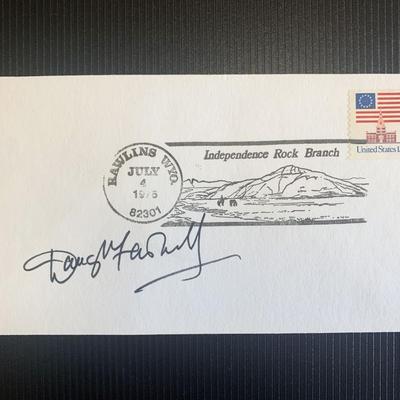 RAWLINS WYO.
JULY
4
1976
82301
Independence Rock Branch
United States